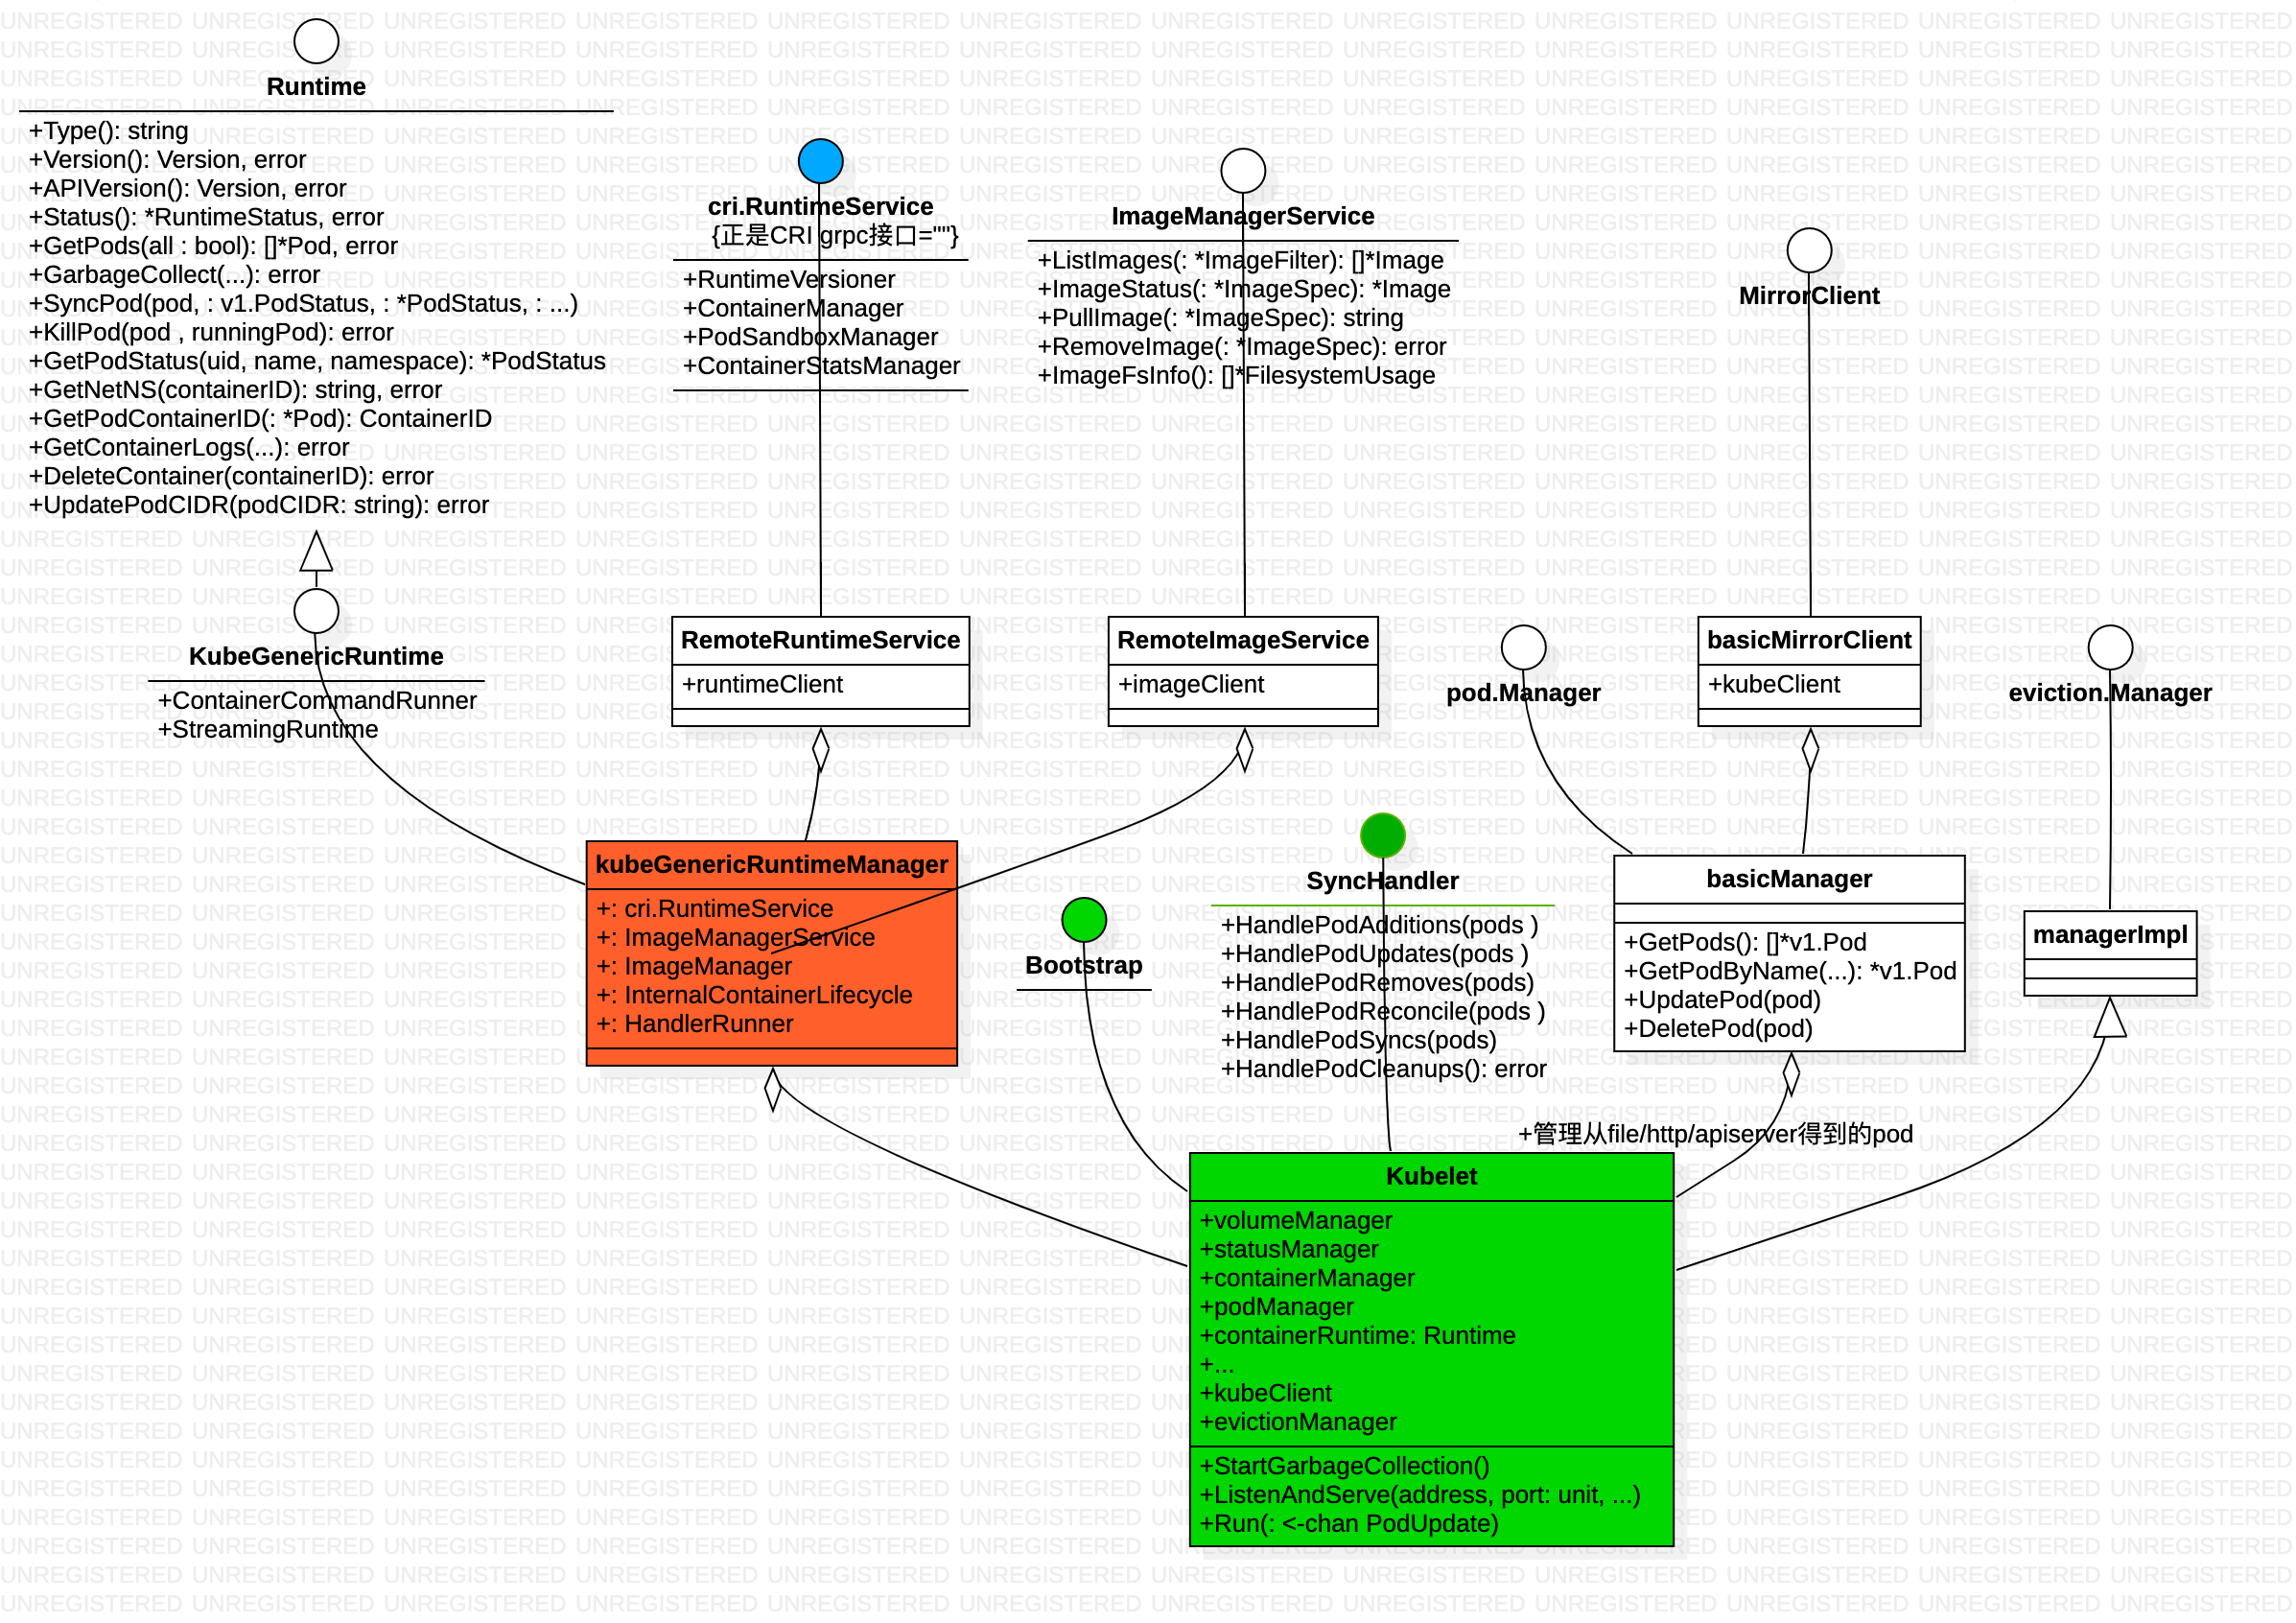 Runtime
+Type(): string
+Version(): Version, error
+APIVersion(): Version, error
+Status(): *RuntimeStatus, error
+GetPods(all : bool): []*Pod, error
+GarbageCollect(...): error
+SyncPod(pod, : v1.PodStatus, : *PodStatus, : ...)
+KillPod(pod , runningPod): error
+GetPodStatus(uid, name, namespace): *PodStatus
+GetNetNS(containerID): string, error
+GetPodContainerID(: *Pod): ContainerID
+GetContainerLogs(...): error
+DeleteContainer(containerID): error
+UpdatePodCIDR(podCIDR: string): error
cri.RuntimeService
{正是CRI grpc接口=""}
+RuntimeVersioner
+ContainerManager
+PodSandboxManager
+ContainerStatsManager
ImageManagerService
+ListImages(: *ImageFilter): []*Image
+ImageStatus(: *ImageSpec): *Image
+PullImage(: *ImageSpec): string
+RemoveImage(: *ImageSpec): error
+ImageFsInfo(): []*FilesystemUsage
MirrorClient
KubeGenericRuntime
+ContainerCommandRunner
+StreamingRuntime
RemoteRuntimeService
+runtimeClient
RemoteImageService
+imageClient
pod.Manager
basicMirrorClient
+kubeClient
eviction.Manager
kubeGenericRuntimeManager
+: cri.RuntimeService
+: ImageManagerService
+: ImageManager
+: InternalContainerLifecycle
+: HandlerRunner
Bootstrap
SyncHandler
+HandlePodAdditions(pods )
+HandlePodUpdates(pods )
+HandlePodRemoves(pods)
+HandlePodReconcile(pods )
+HandlePodSyncs(pods)
+HandlePodCleanups(): error
basicManager
+GetPods(): []*v1.Pod
+GetPodByName(...): *v1.Pod
+UpdatePod(pod)
+DeletePod(pod)
managerImpl
+管理从file/http/apiserver得到的pod
Kubelet
+volumeManager
+statusManager
+containerManager
+podManager
+containerRuntime: Runtime
+...
+kubeClient
+evictionManager
+StartGarbageCollection()
+ListenAndServe(address, port: unit, ...)
+Run(: <-chan PodUpdate)
UNREGISTERED